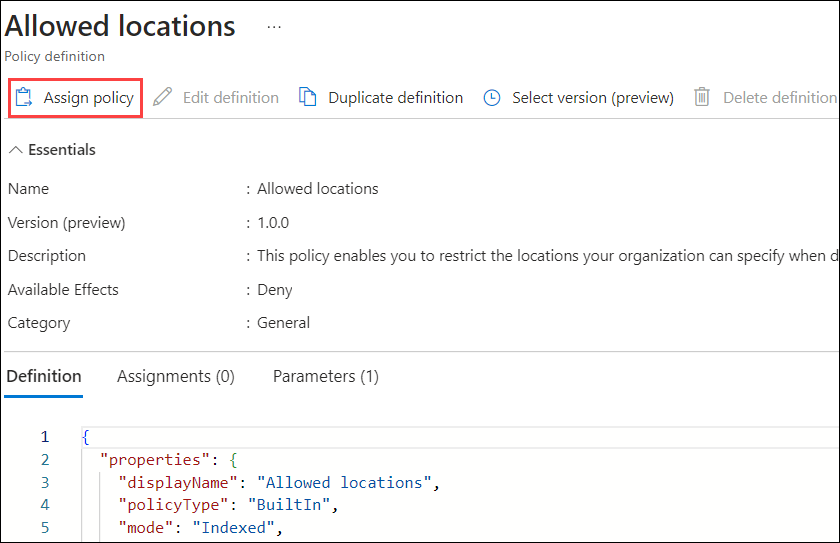 Allowed locations ...
Policy definition
Assign policy Edit definition Duplicate definition Select version (preview) Delete definition
Essentials
Name : Allowed locations
Version (preview) : 1.0.0
Description : This policy enables you to restrict the locations your organization can specify when d
Available Effects : Deny
Category : General
Definition Assignments (0) Parameters (1)
1 {
2 "properties": {
3 "displayName": "Allowed locations",
4 "policyType": "BuiltIn",
5 "mode": "Indexed",